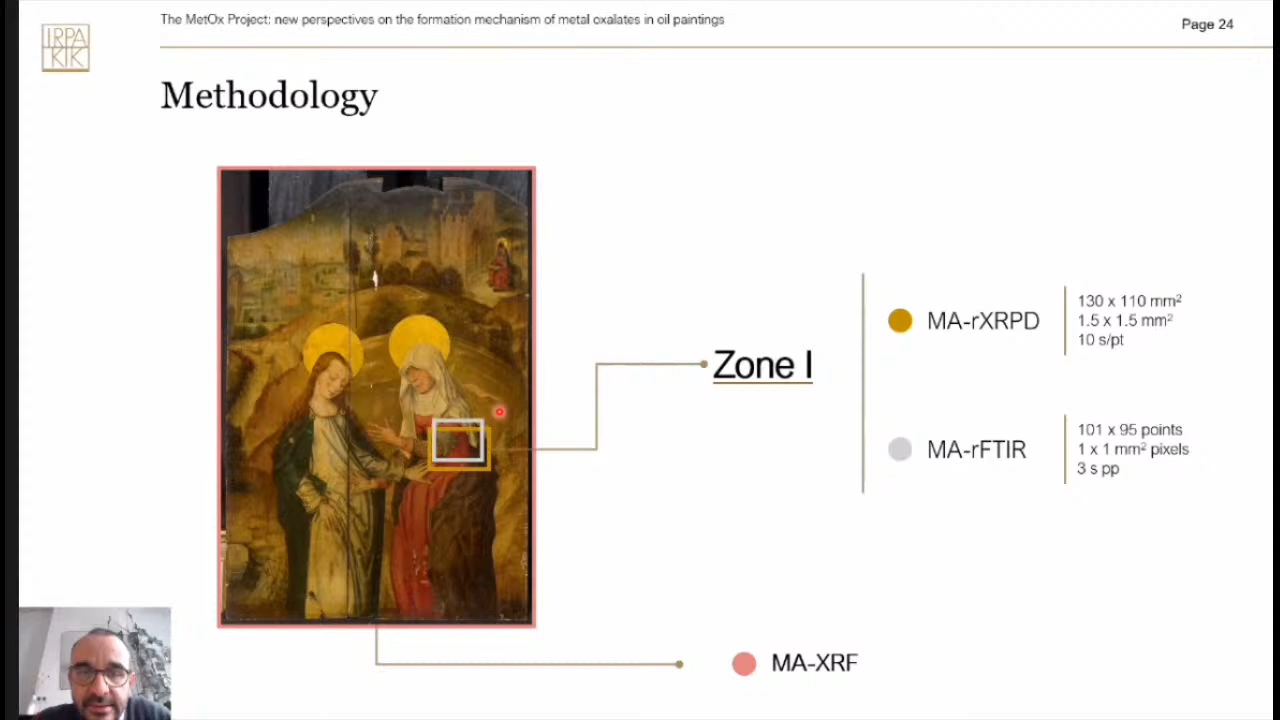 The MetOx Project: new perspectives on the formation mechanism of metal oxalates in oil paintings
Page 24
IRPA
KIK
Methodology
Zone I
MA-rXRPD
130 x 110 mm²
1.5 x 1.5 mm²
10 s/pt
MA-rFTIR
101 x 95 points
1 x 1 mm² pixels
3 s pp
MA-XRF